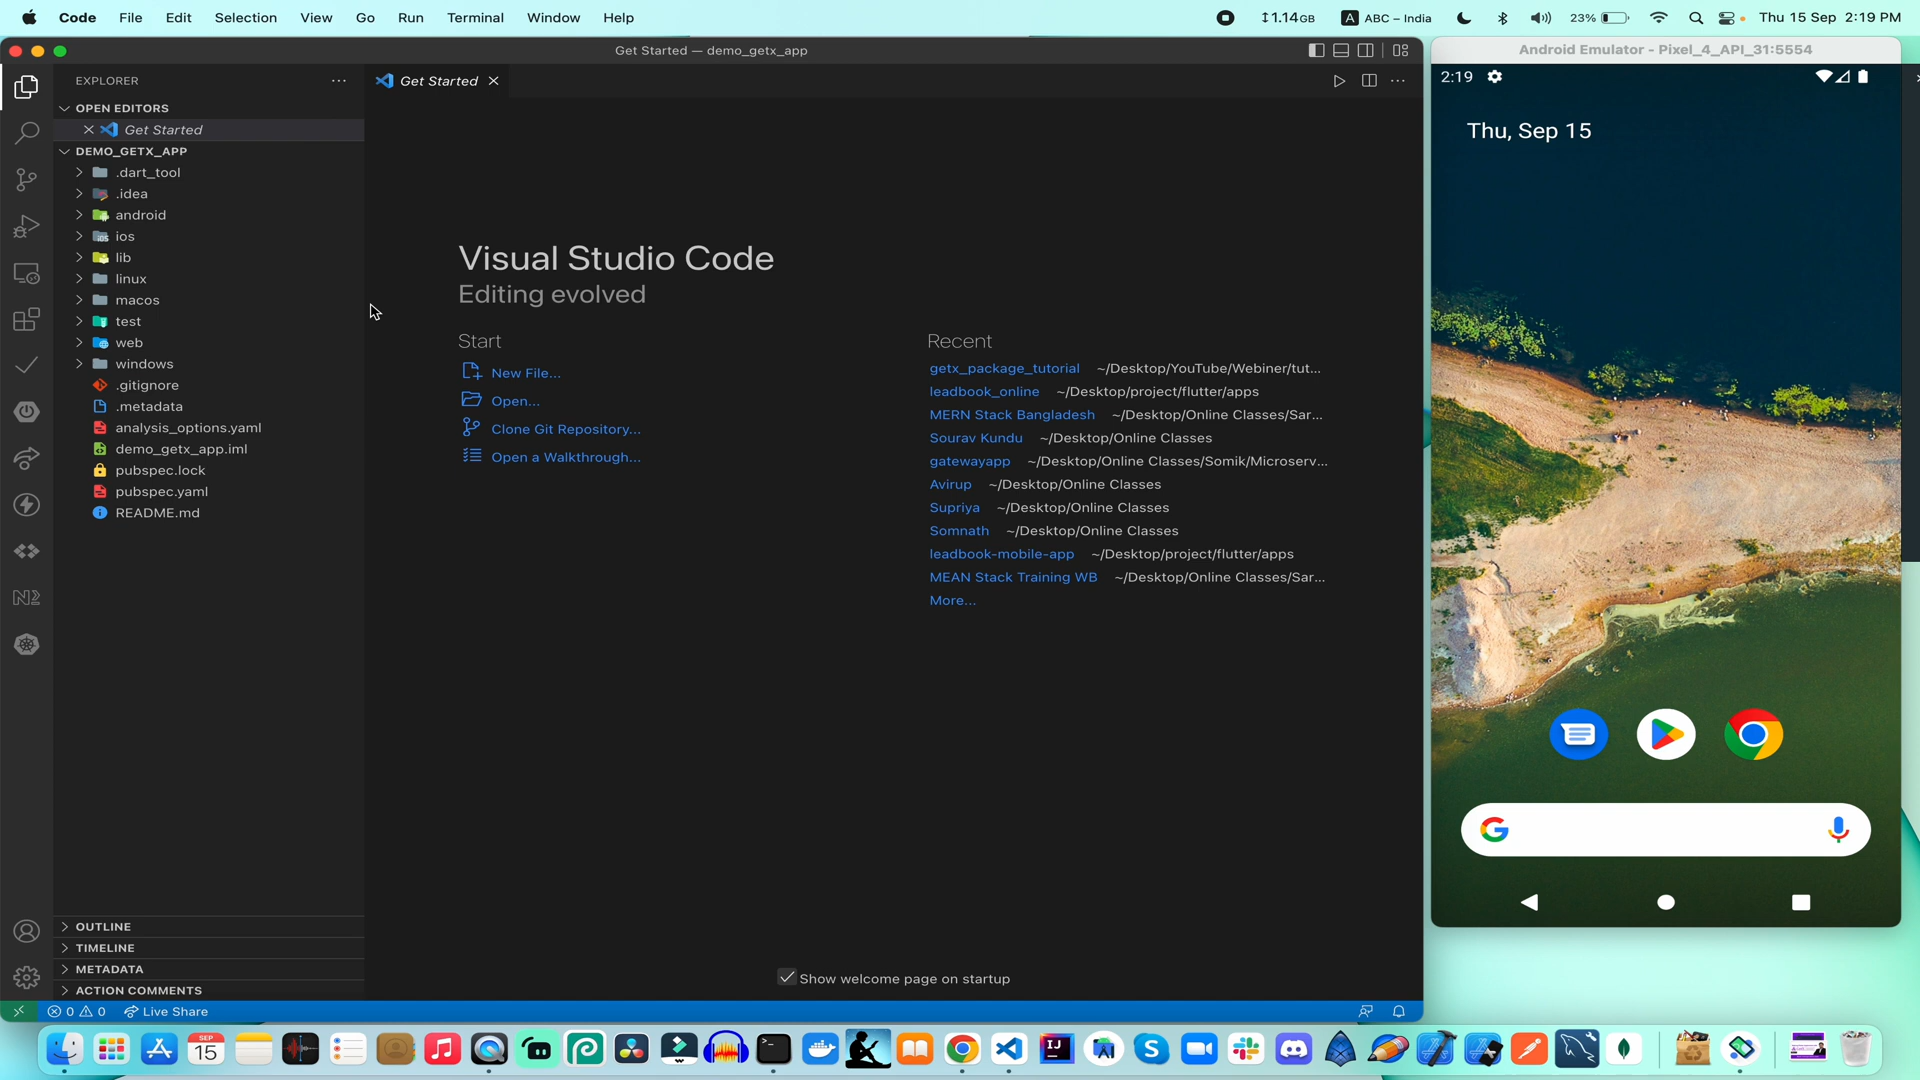 Code File Edit Selection View Go Run Terminal Window Help 1.14GB A ABC – India 23% Thu 15 Sep 2:19 PM
Get Started — demo_getx_app
Android Emulator - Pixel_4_API_31:5554
EXPLORER
Get Started
OPEN EDITORS
Get Started
DEMO_GETX_APP
.dart_tool
.idea
android
ios
lib
linux
macos
test
web
windows
.gitignore
.metadata
analysis_options.yaml
demo_getx_app.iml
pubspec.lock
pubspec.yaml
README.md
OUTLINE
TIMELINE
METADATA
ACTION COMMENTS
Visual Studio Code
Editing evolved
Start
New File...
Open...
Clone Git Repository...
Open a Walkthrough...
Recent
getx_package_tutorial ~/Desktop/YouTube/Webiner/tut...
leadbook_online ~/Desktop/project/flutter/apps
MERN Stack Bangladesh ~/Desktop/Online Classes/Sar...
Sourav Kundu ~/Desktop/Online Classes
gatewayapp ~/Desktop/Online Classes/Somik/Microserv...
Avirup ~/Desktop/Online Classes
Supriya ~/Desktop/Online Classes
Somnath ~/Desktop/Online Classes
leadbook-mobile-app ~/Desktop/project/flutter/apps
MEAN Stack Training WB ~/Desktop/Online Classes/Sar...
More...
Show welcome page on startup
0 0 Live Share
2:19
Thu, Sep 15
SEP
15
IJ